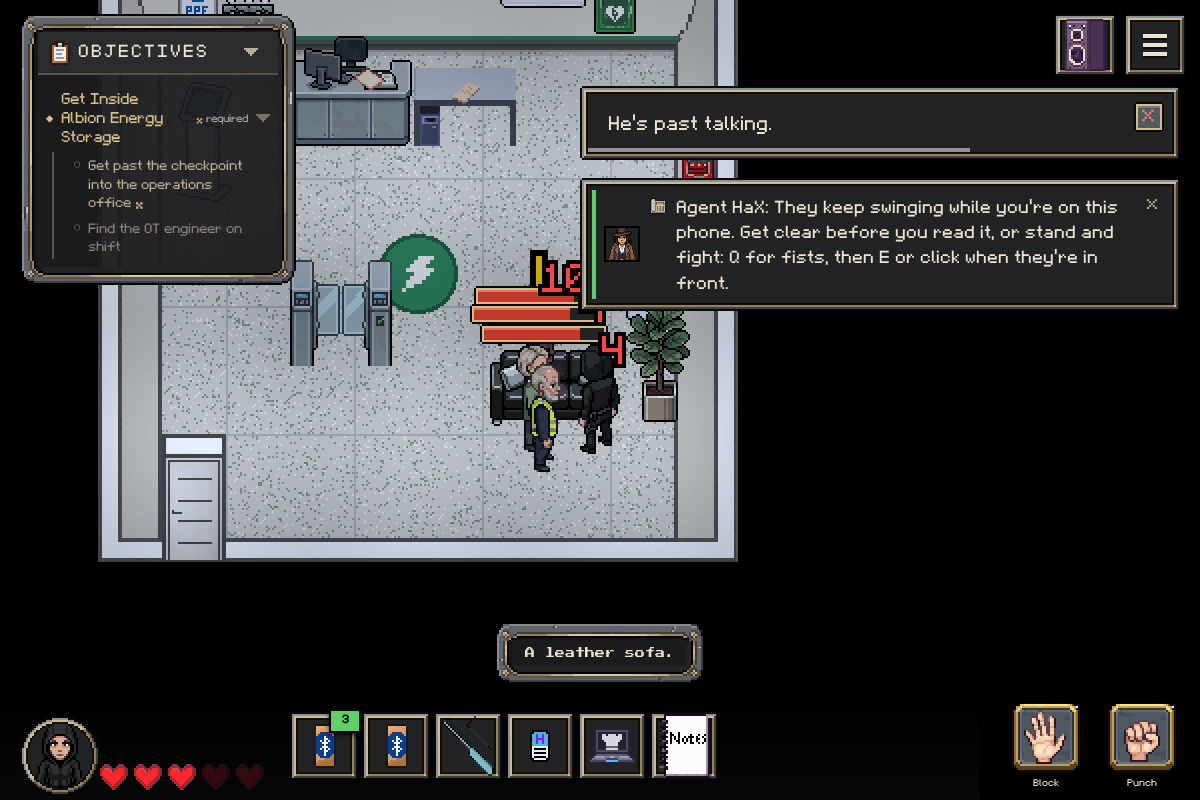 PPE
OBJECTIVES
Get Inside
Albion Energy
Storage
x required
Get past the checkpoint
into the operations
office x
Find the OT engineer on
shift
He's past talking.
Agent HaX: They keep swinging while you're on this
phone. Get clear before you read it, or stand and
fight: Q for fists, then E or click when they're in
front.
10
4
A leather sofa.
3
H
Notes
Block
Punch